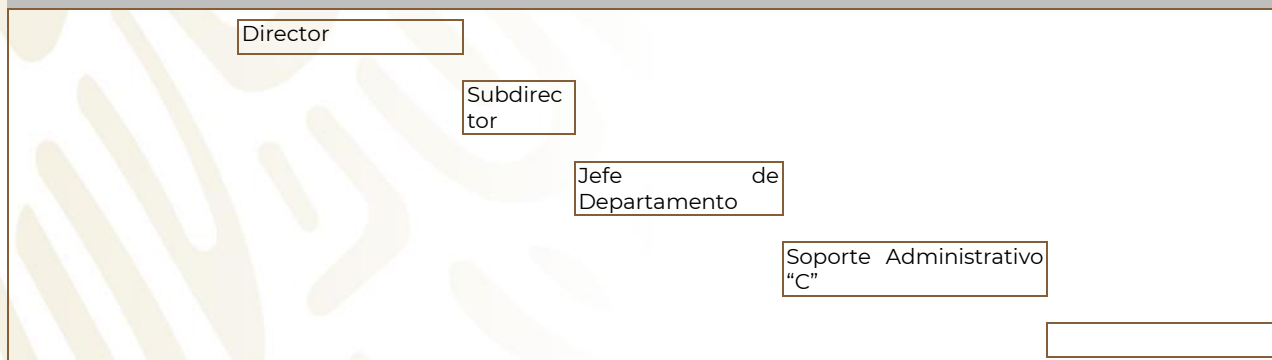 Director
Subdirec
tor
Jefe de
Departamento
Soporte Administrativo
“C”